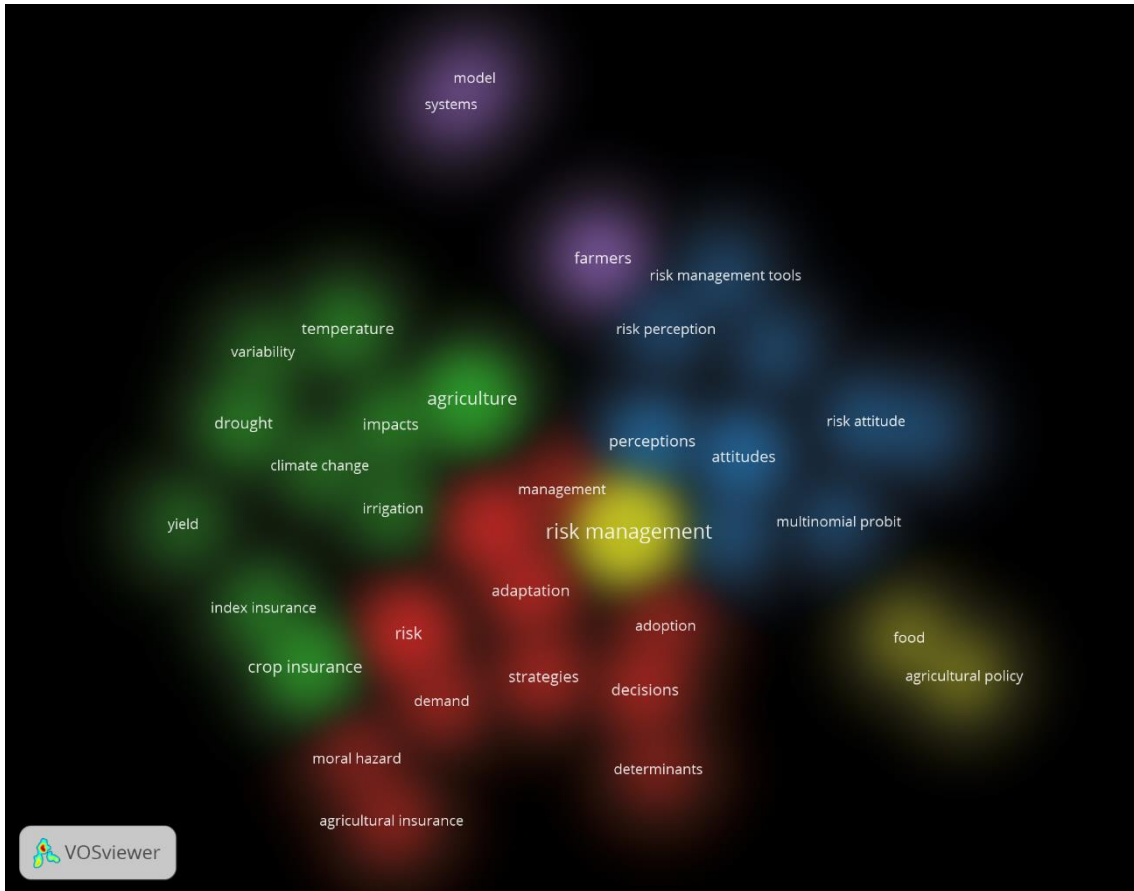 model
systems
farmers
risk management tools
temperature
risk perception
variability
agriculture
risk attitude
drought
impacts
perceptions
attitudes
climate change
management
irrigation
multinomial probit
yield
risk management
adaptation
index insurance
adoption
risk
food
crop insurance
strategies
agricultural policy
decisions
demand
moral hazard
determinants
agricultural insurance
VOSviewer